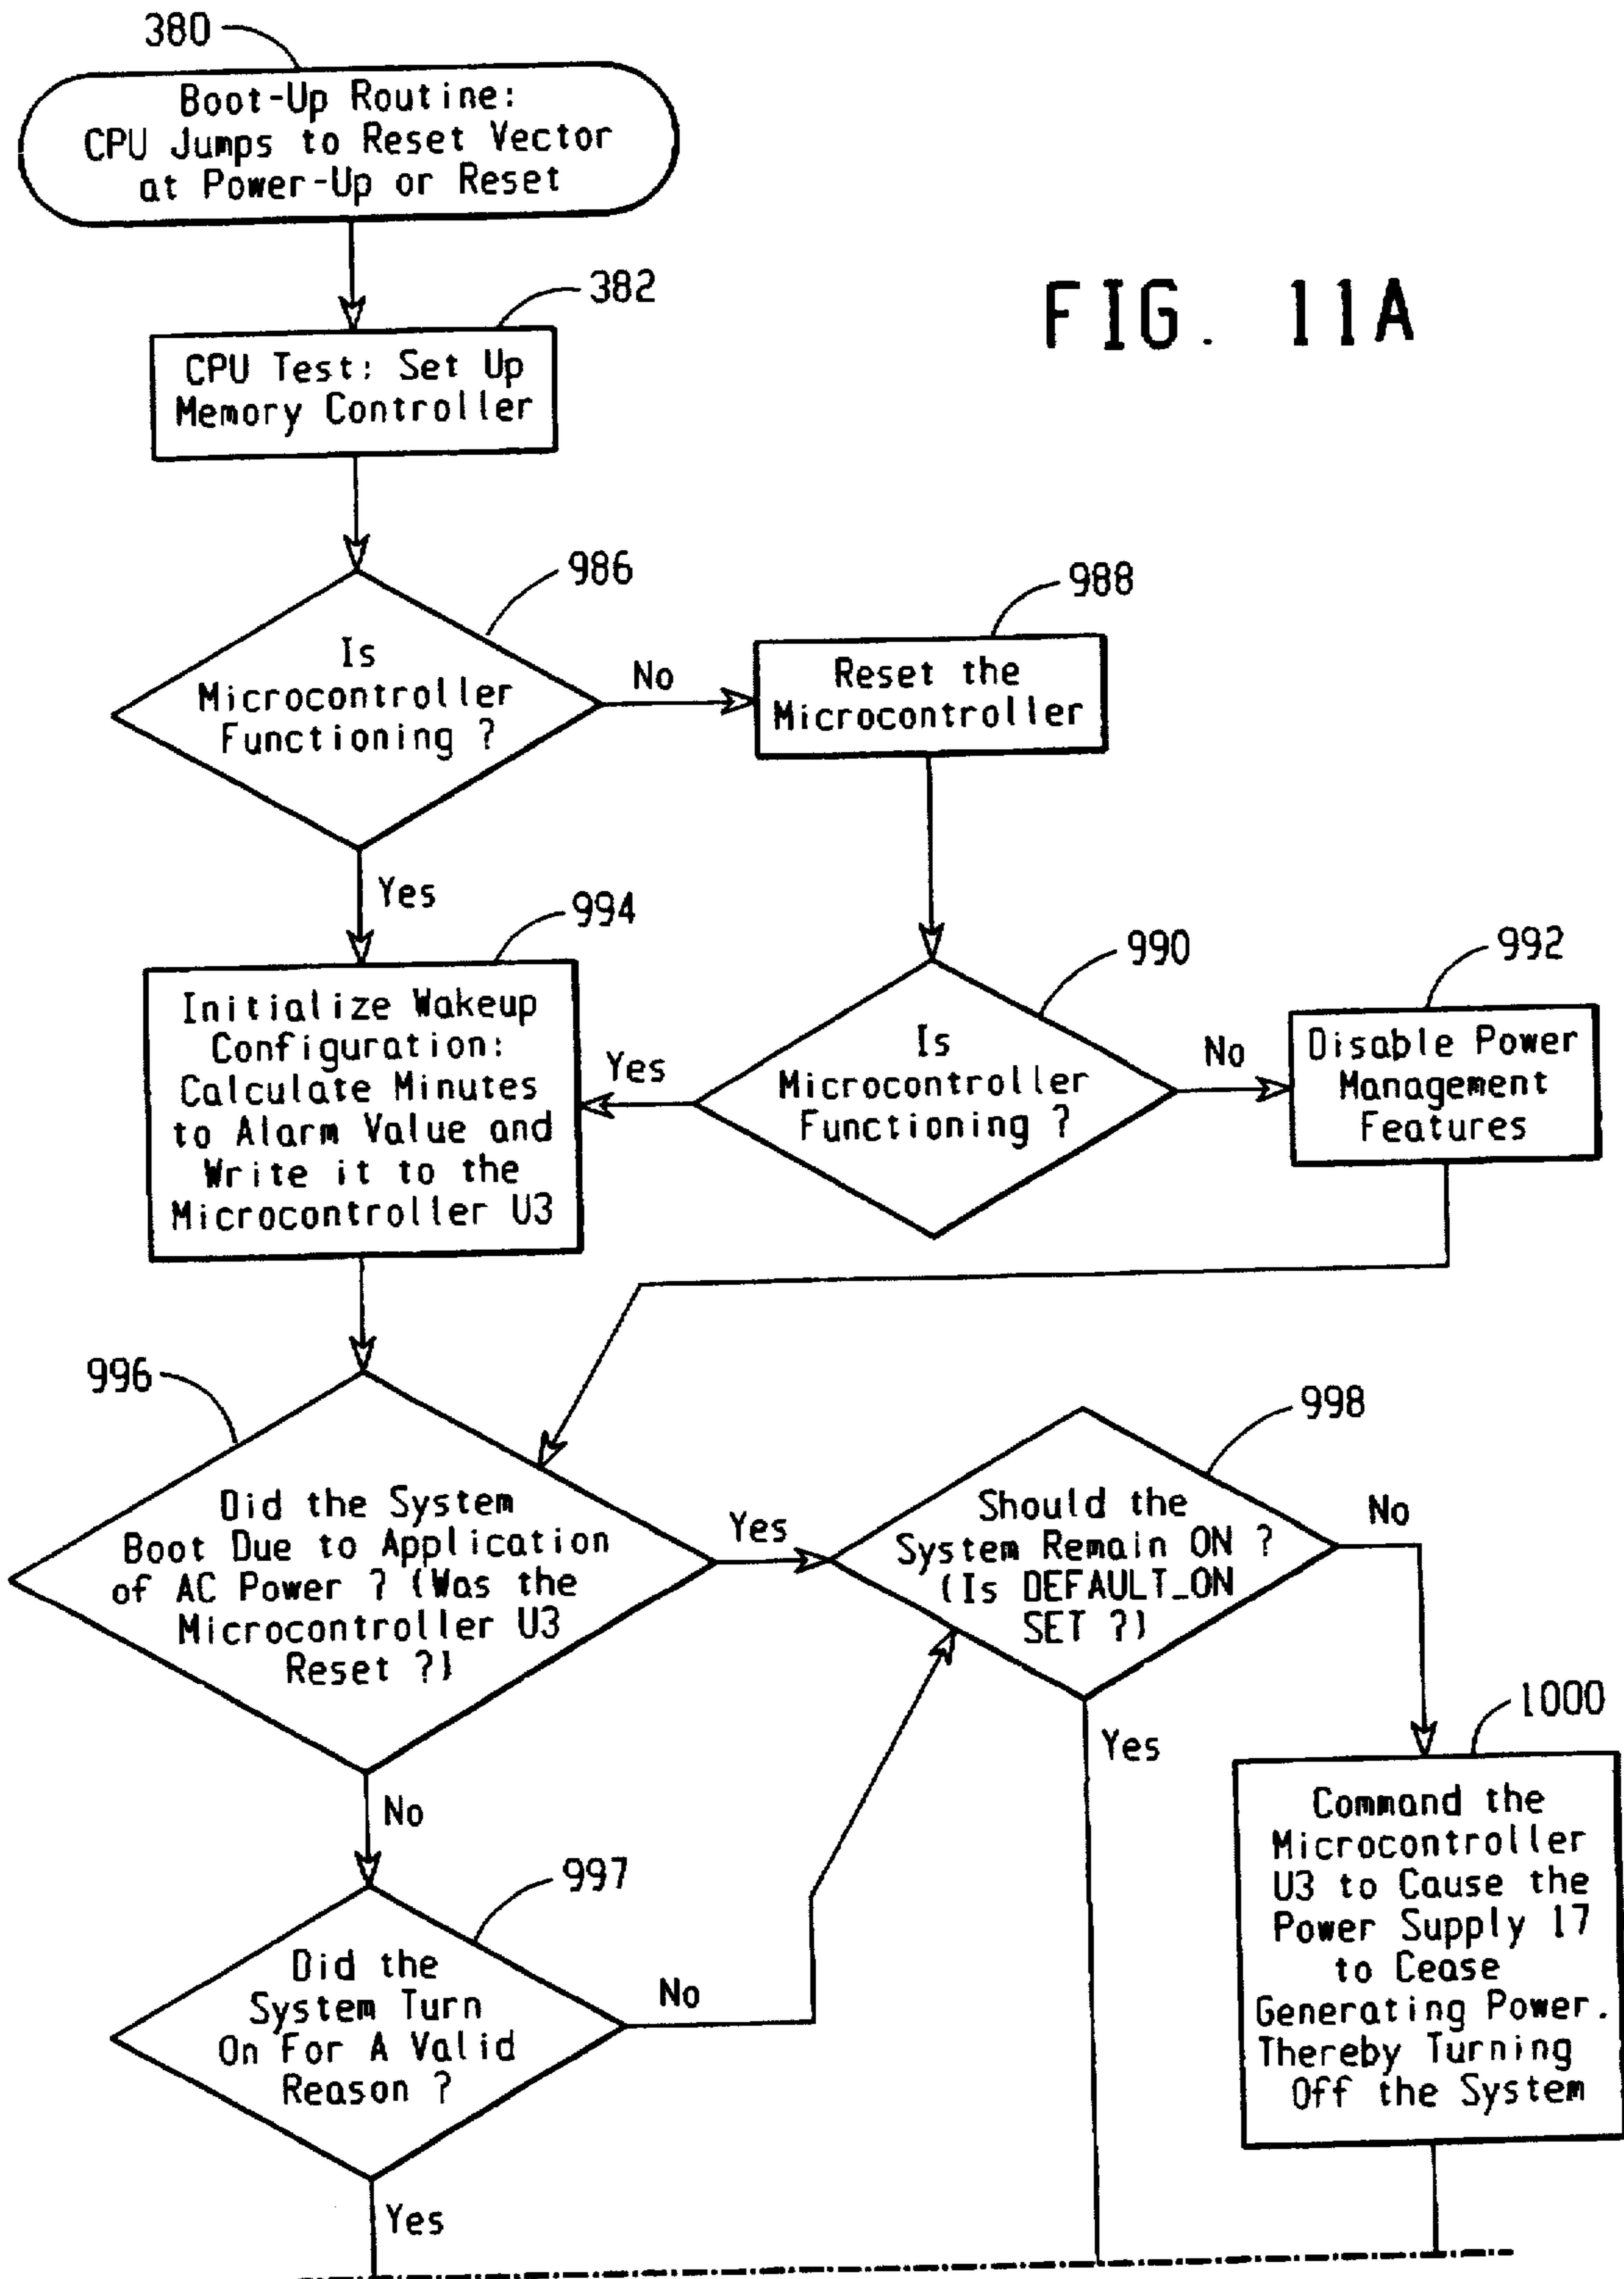 380
Boot-Up Routine:
CPU Jumps to Reset Vector
at Power-Up or Reset
FIG. 11A
382
CPU Test: Set Up
Memory Controller
986
Is
Microcontroller
Functioning ?
No
988
Reset the
Microcontroller
Yes
994
Initialize Wakeup
Configuration:
Calculate Minutes
to Alarm Value and
Write it to the
Microcontroller U3
990
Is
Microcontroller
Functioning ?
Yes
No
992
Disable Power
Management
Features
996
Did the System
Boot Due to Application
of AC Power ? (Was the
Microcontroller U3
Reset ?)
Yes
998
Should the
System Remain ON ?
(Is DEFAULT_ON
SET ?)
No
Yes
1000
Command the
Microcontroller
U3 to Cause the
Power Supply 17
to Cease
Generating Power.
Thereby Turning
Off the System
No
997
Did the
System Turn
On For A Valid
Reason ?
No
Yes